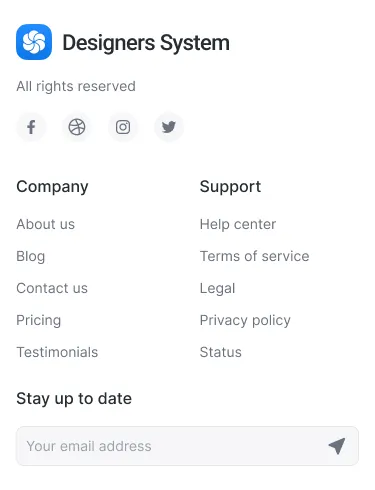 Designers System
All rights reserved
Company
About us
Blog
Contact us
Pricing
Testimonials
Support
Help center
Terms of service
Legal
Privacy policy
Status
Stay up to date
Your email address